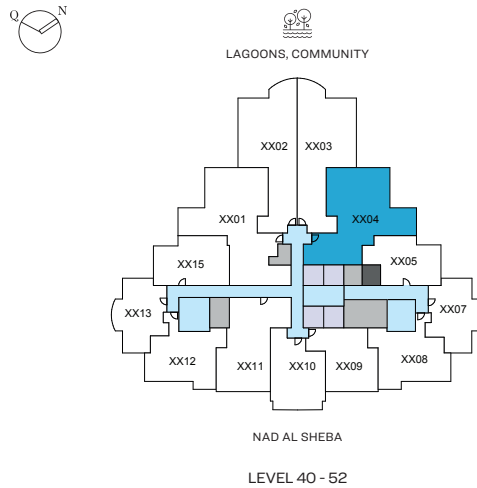 Q N
LAGOONS, COMMUNITY
XX02 XX03
XX01 XX04
XX15 XX05
XX13 XX07
XX12 XX11 XX10 XX09 XX08
NAD AL SHEBA
LEVEL 40 - 52